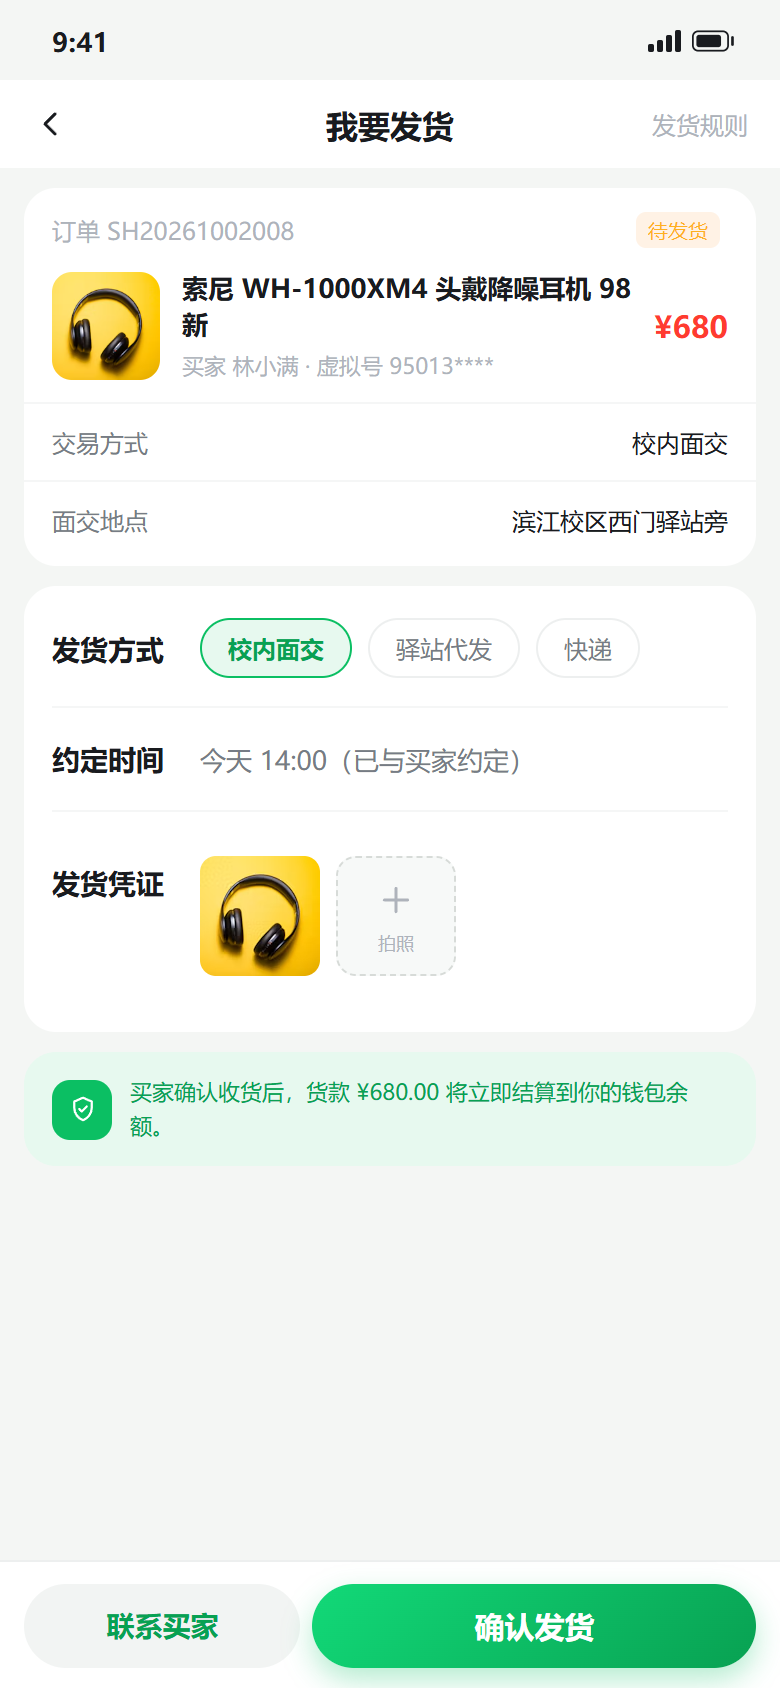 9:41
我要发货
发货规则
订单 SH20261002008
待发货
索尼 WH-1000XM4 头戴降噪耳机 98
新
¥680
买家 林小满 · 虚拟号 95013****
交易方式
校内面交
面交地点
滨江校区西门驿站旁
发货方式
校内面交
驿站代发
快递
约定时间
今天 14:00（已与买家约定）
发货凭证
拍照
买家确认收货后，货款 ¥680.00 将立即结算到你的钱包余
额。
联系买家
确认发货